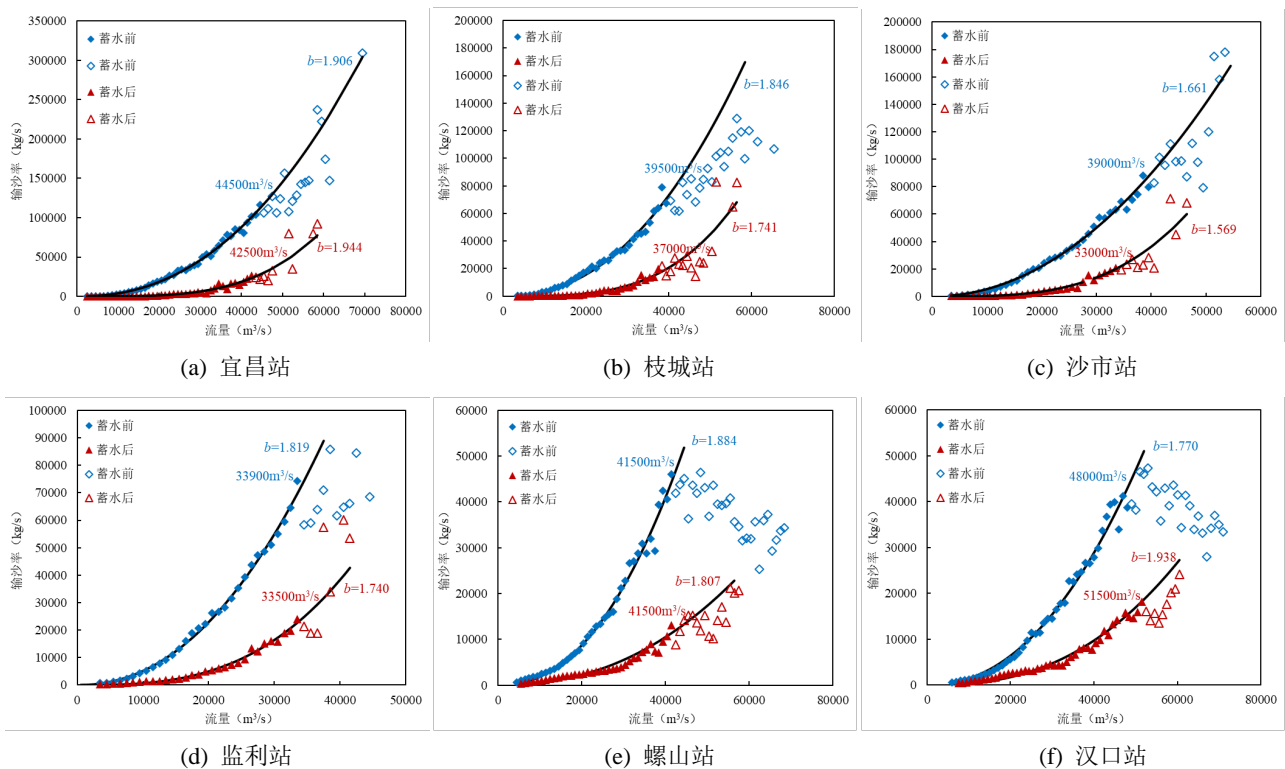 350000
300000
250000
200000
150000
100000
50000
0
输沙率（kg/s）
蓄水前
蓄水后
蓄水前
蓄水后
b=1.906
44500m³/s
42500m³/s
b=1.944
0 10000 20000 30000 40000 50000 60000 70000 80000
流量（m³/s）
(a) 宜昌站
200000
180000
160000
140000
120000
100000
80000
60000
40000
20000
0
输沙率（kg/s）
蓄水前
蓄水后
蓄水前
蓄水后
b=1.846
39500m³/s
b=1.741
37000m³/s
0 20000 40000 60000 80000
流量（m³/s）
(b) 枝城站
200000
180000
160000
140000
120000
100000
80000
60000
40000
20000
0
输沙率（kg/s）
蓄水前
蓄水后
蓄水前
蓄水后
b=1.661
39000m³/s
b=1.569
33000m³/s
0 10000 20000 30000 40000 50000 60000
流量（m³/s）
(c) 沙市站
100000
90000
80000
70000
60000
50000
40000
30000
20000
10000
0
输沙率（kg/s）
蓄水前
蓄水后
蓄水前
蓄水后
b=1.819
33900m³/s
33500m³/s
b=1.740
0 10000 20000 30000 40000 50000
流量（m³/s）
(d) 监利站
60000
50000
40000
30000
20000
10000
0
输沙率（kg/s）
蓄水前
蓄水后
蓄水前
蓄水后
b=1.884
41500m³/s
b=1.807
41500m³/s
0 20000 40000 60000 80000
流量（m³/s）
(e) 螺山站
60000
50000
40000
30000
20000
10000
0
输沙率（kg/s）
蓄水前
蓄水后
蓄水前
蓄水后
b=1.770
48000m³/s
b=1.938
51500m³/s
0 20000 40000 60000 80000
流量（m³/s）
(f) 汉口站